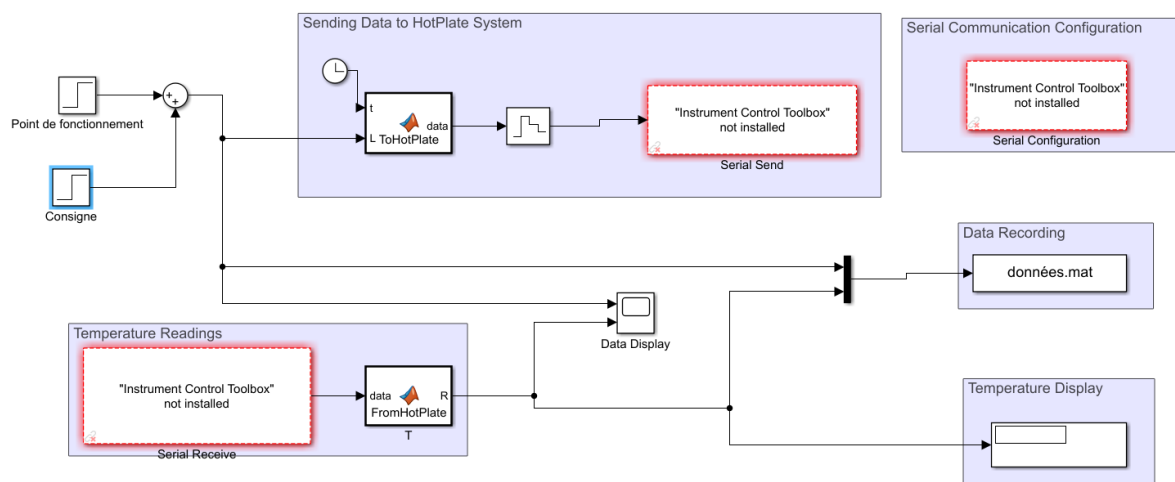 Sending Data to HotPlate System
Serial Communication Configuration
"Instrument Control Toolbox"
not installed
Serial Configuration
t
L
ToHotPlate
data
"Instrument Control Toolbox"
not installed
Serial Send
+
+
Point de fonctionnement
Consigne
Data Recording
données.mat
Data Display
Temperature Readings
"Instrument Control Toolbox"
not installed
Serial Receive
data
R
FromHotPlate
T
Temperature Display